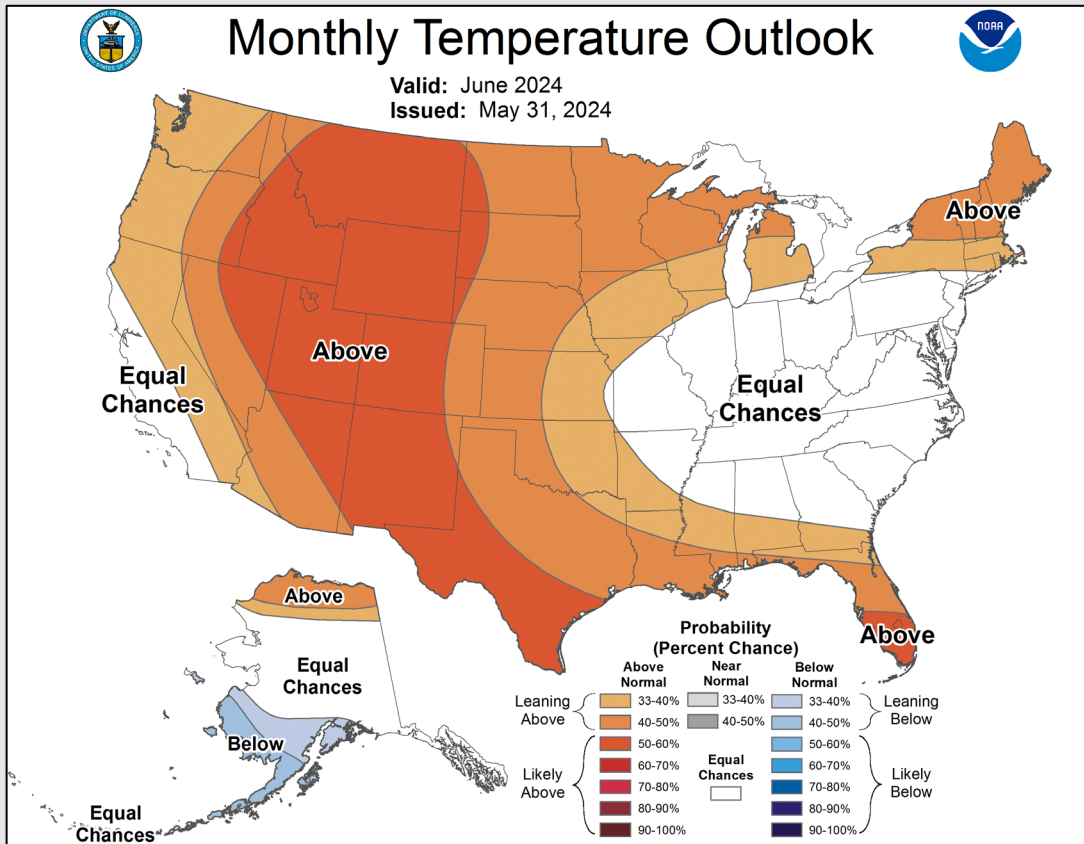 Monthly Temperature Outlook
NOAA
Valid: June 2024
Issued: May 31, 2024
Above
Above
Equal
Chances
Equal
Chances
Above
Above
Equal
Chances
Below
Equal
Chances
Probability
(Percent Chance)
Above
Normal
Near
Normal
Below
Normal
Leaning
Above
33-40%
33-40%
33-40%
Leaning
Below
40-50%
40-50%
40-50%
Likely
Above
50-60%
50-60%
60-70%
60-70%
Equal
Chances
70-80%
70-80%
Likely
Below
80-90%
80-90%
90-100%
90-100%